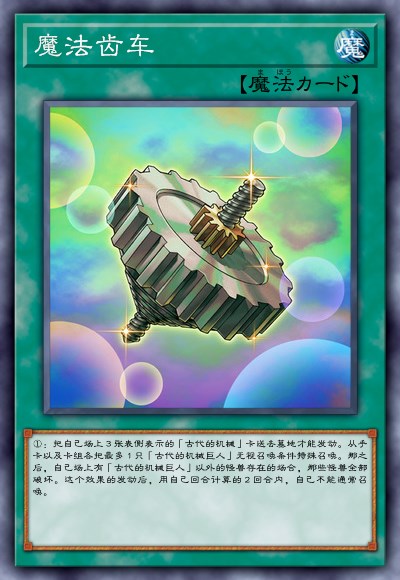 魔法齿车
魔
【魔法カード】
まほう
①：把自己场上３张表侧表示的「古代的机械」卡送去墓地才能发动。从手
卡以及卡组各把最多１只「古代的机械巨人」无视召唤条件特殊召唤。那之
后，自己场上有「古代的机械巨人」以外的怪兽存在的场合，那些怪兽全部
破坏。这个效果的发动后，用自己回合计算的２回合内，自己不能通常召
唤。